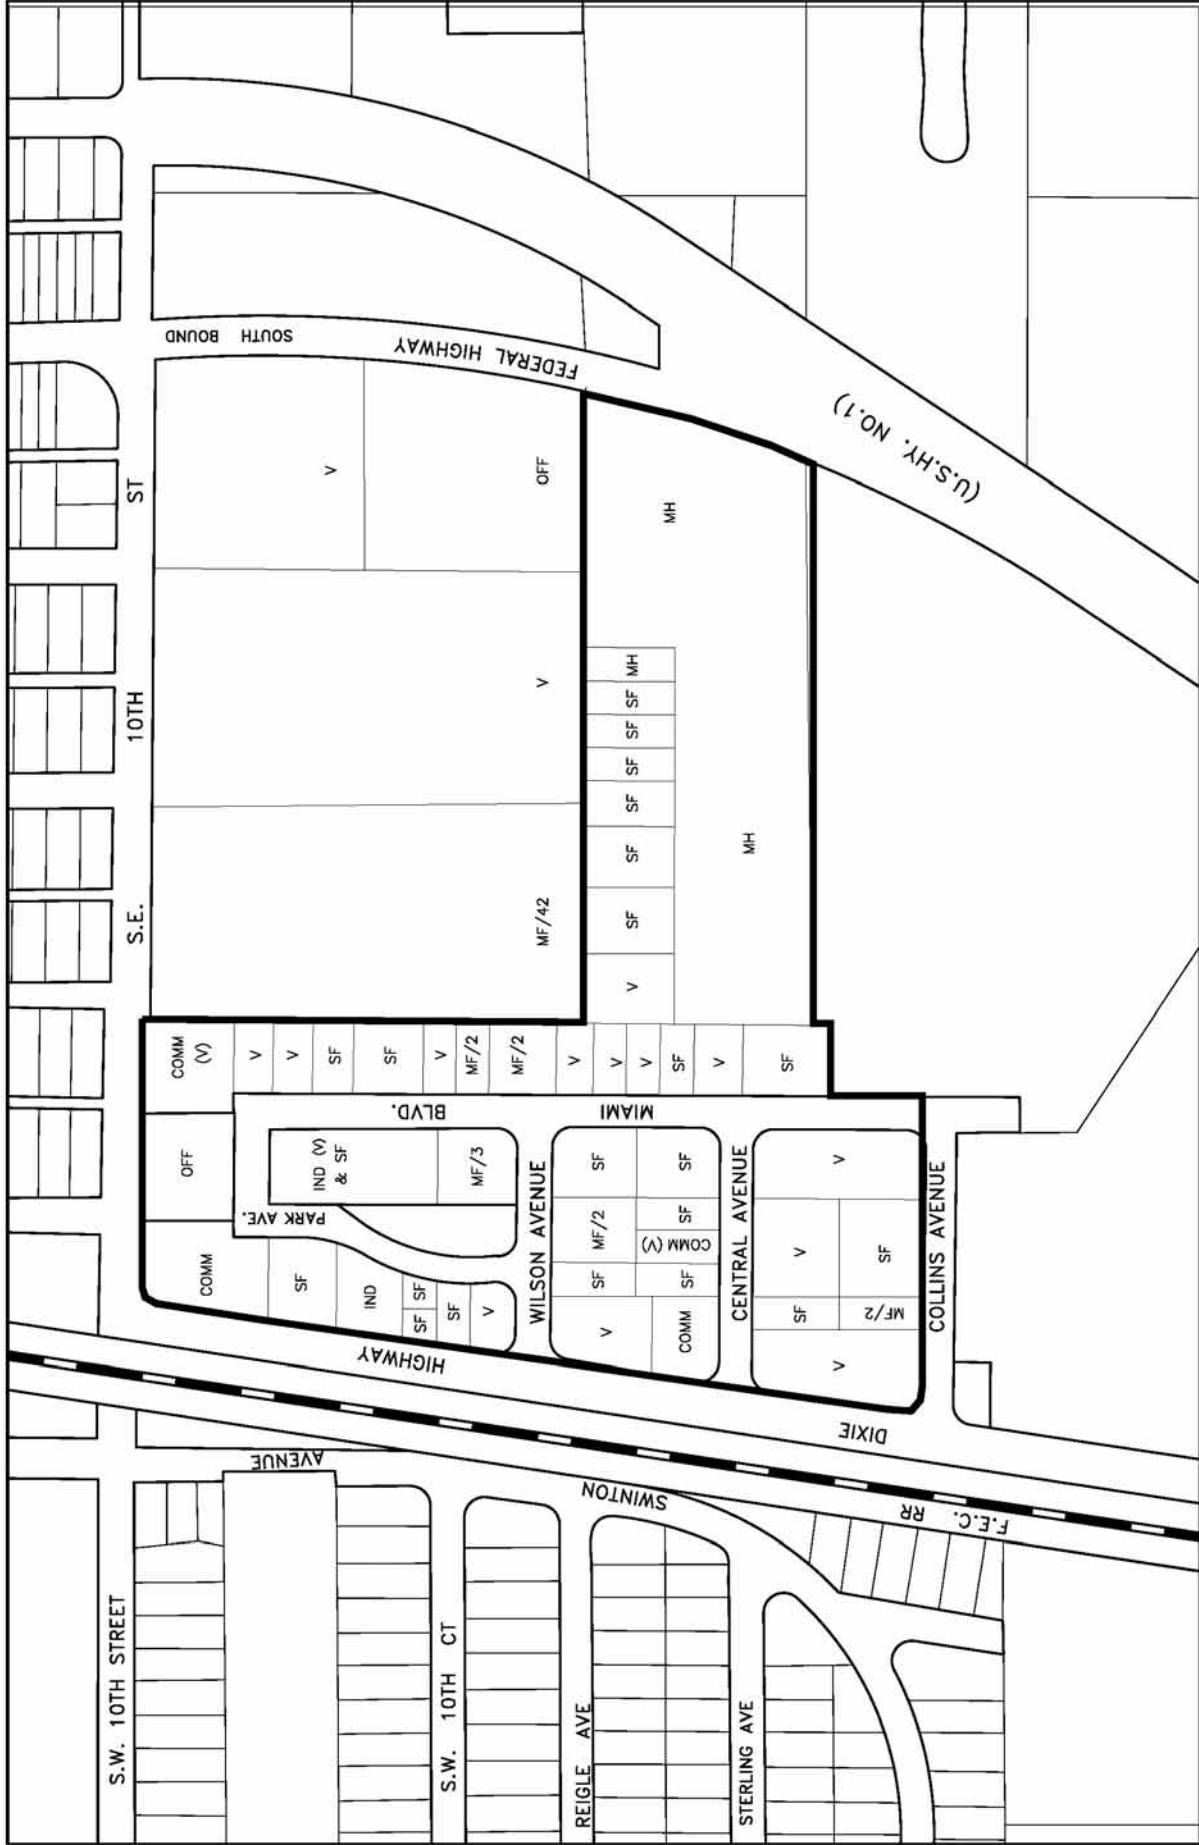 S.W. 10TH STREET
S.E.
10TH
ST
SOUTH BOUND
FEDERAL HIGHWAY
(U.S.HY. NO.1)
V
OFF
V
MF/42
MH
MH
SF
SF
SF
SF
SF
SF
V
MH
COMM
(V)
V
V
SF
SF
V
MF/2
MF/2
V
V
V
SF
V
SF
MIAMI
BLVD.
OFF
IND (V)
& SF
MF/3
PARK AVE.
COMM
SF
IND
SF
SF
SF
V
WILSON AVENUE
SF
SF
MF/2
SF
COMM (V)
SF
SF
V
COMM
CENTRAL AVENUE
V
V
SF
SF
MF/2
V
COLLINS AVENUE
DIXIE
HIGHWAY
F.E.C. RR
SWINTON
AVENUE
S.W. 10TH CT
REIGLE AVE
STERLING AVE